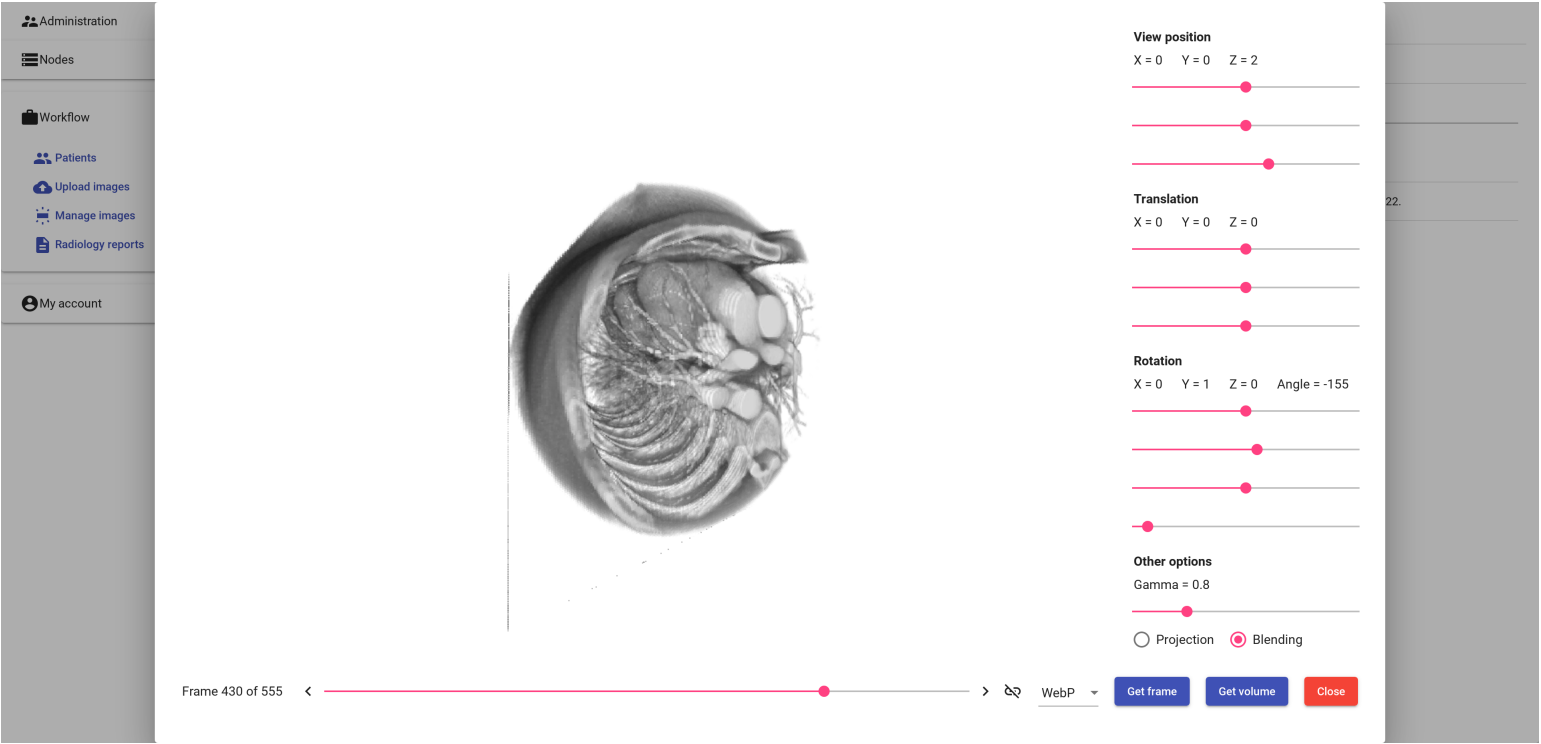 Administration
Nodes
Workflow
Patients
Upload images
Manage images
Radiology reports
My account
22.
View position
X = 0 Y = 0 Z = 2
Translation
X = 0 Y = 0 Z = 0
Rotation
X = 0 Y = 1 Z = 0 Angle = -155
Other options
Gamma = 0.8
Projection Blending
Frame 430 of 555 WebP Get frame Get volume Close